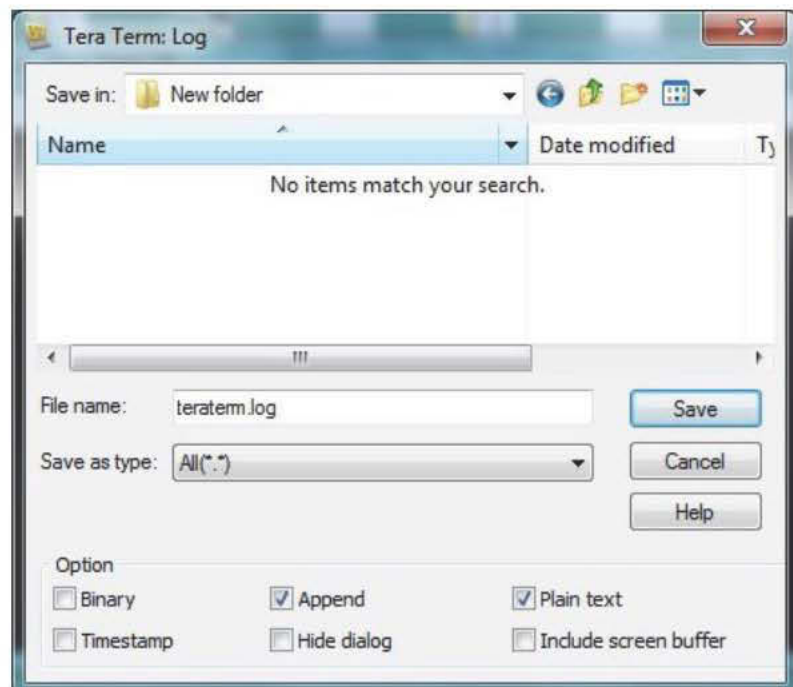 Tera Term: Log
Save in: New folder
Name Date modified Ty
No items match your search.
File name: teraterm.log Save
Save as type: All(*.*) Cancel
Help
Option
Binary Append Plain text
Timestamp Hide dialog Include screen buffer